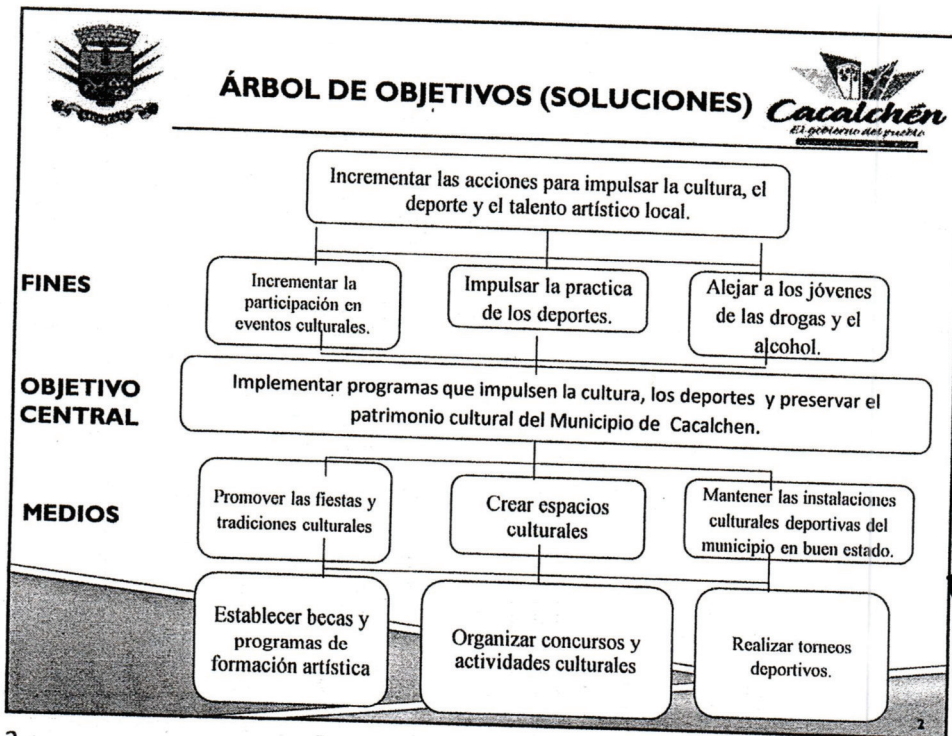 ÁRBOL DE OBJETIVOS (SOLUCIONES)
Cacalchén
El gobierno del pueblo
Incrementar las acciones para impulsar la cultura, el
deporte y el talento artístico local.
FINES
Incrementar la
participación en
eventos culturales.
Impulsar la practica
de los deportes.
Alejar a los jóvenes
de las drogas y el
alcohol.
OBJETIVO
CENTRAL
Implementar programas que impulsen la cultura, los deportes y preservar el
patrimonio cultural del Municipio de Cacalchen.
MEDIOS
Promover las fiestas y
tradiciones culturales
Crear espacios
culturales
Mantener las instalaciones
culturales deportivas del
municipio en buen estado.
Establecer becas y
programas de
formación artística
Organizar concursos y
actividades culturales
Realizar torneos
deportivos.
2